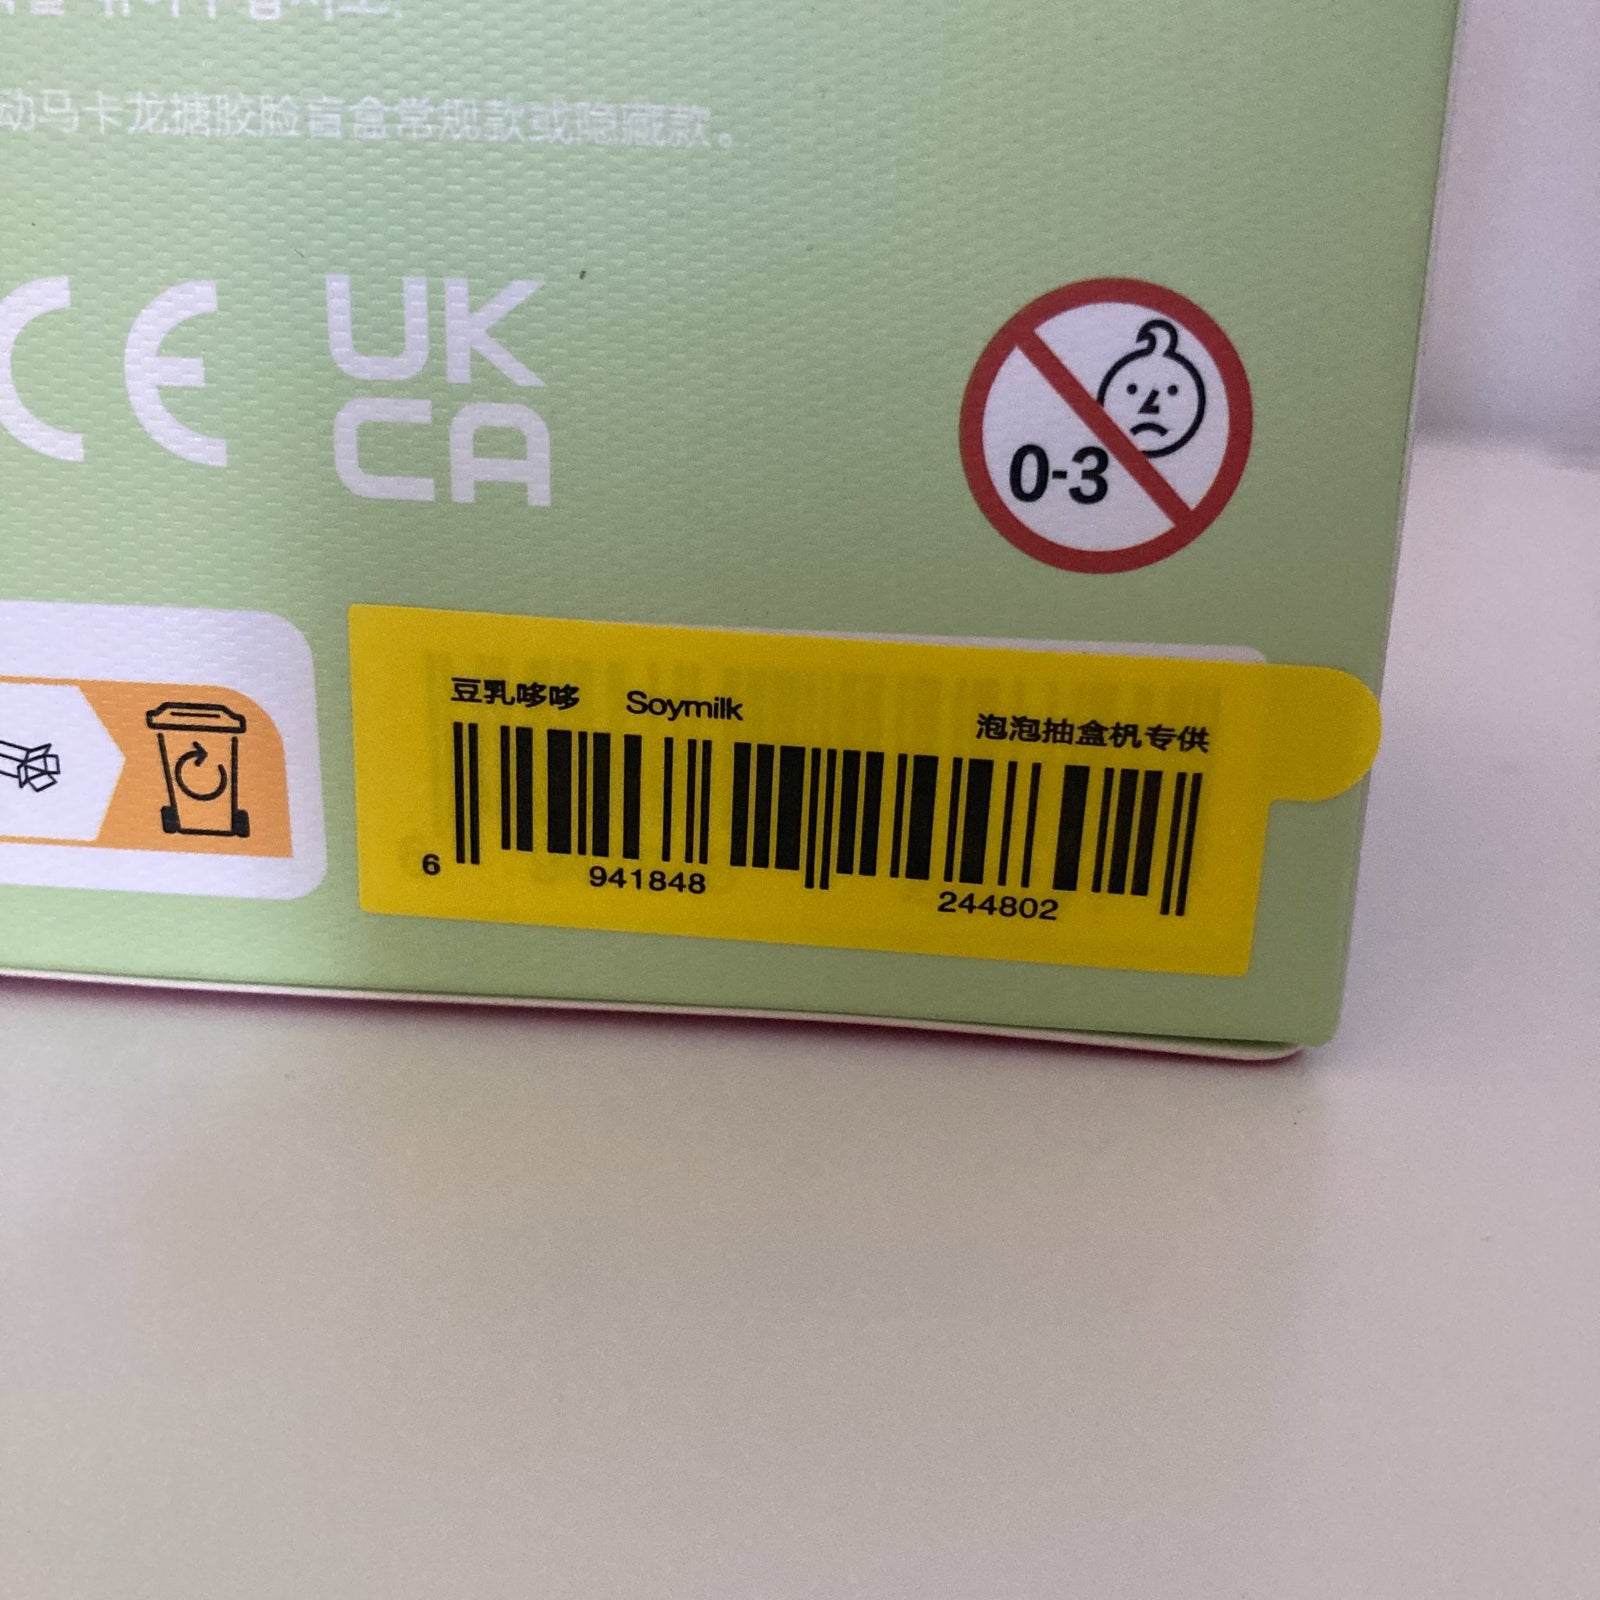 动马卡龙搪胶脸盲盒常规款或隐藏款。
CE
UK
CA
0-3
豆乳哆哆 Soymilk
泡泡抽盒机专供
6 941848 244802